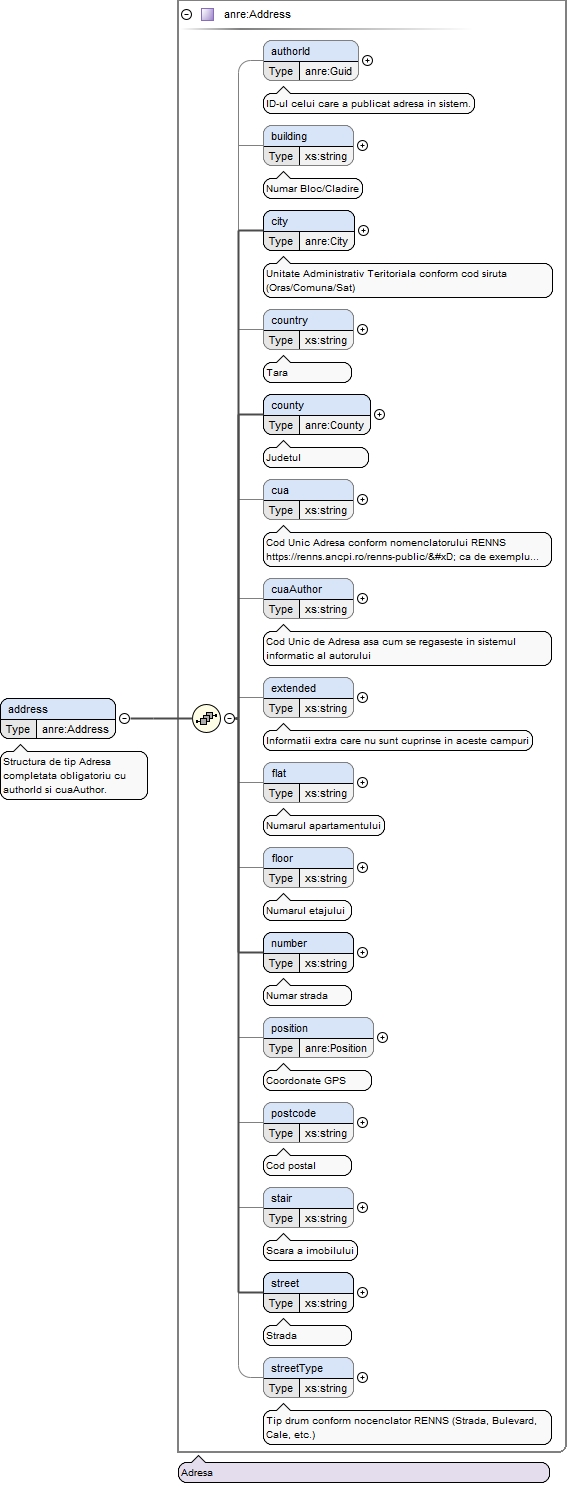 anre:Address
authorId
Type anre:Guid
ID-ul celui care a publicat adresa in sistem.
building
Type xs:string
Numar Bloc/Cladire
city
Type anre:City
Unitate Administrativ Teritoriala conform cod siruta
(Oras/Comuna/Sat)
country
Type xs:string
Tara
county
Type anre:County
Judetul
cua
Type xs:string
Cod Unic Adresa conform nomenclatorului RENNS
https://renns.ancpi.ro/renns-public/&#xD; ca de exemplu...
cuaAuthor
Type xs:string
Cod Unic de Adresa asa cum se regaseste in sistemul
informatic al autorului
extended
Type xs:string
Informatii extra care nu sunt cuprinse in aceste campuri
address
Type anre:Address
Structura de tip Adresa
completata obligatoriu cu
authorId si cuaAuthor.
flat
Type xs:string
Numarul apartamentului
floor
Type xs:string
Numarul etajului
number
Type xs:string
Numar strada
position
Type anre:Position
Coordonate GPS
postcode
Type xs:string
Cod postal
stair
Type xs:string
Scara a imobilului
street
Type xs:string
Strada
streetType
Type xs:string
Tip drum conform nocenclator RENNS (Strada, Bulevard,
Cale, etc.)
Adresa